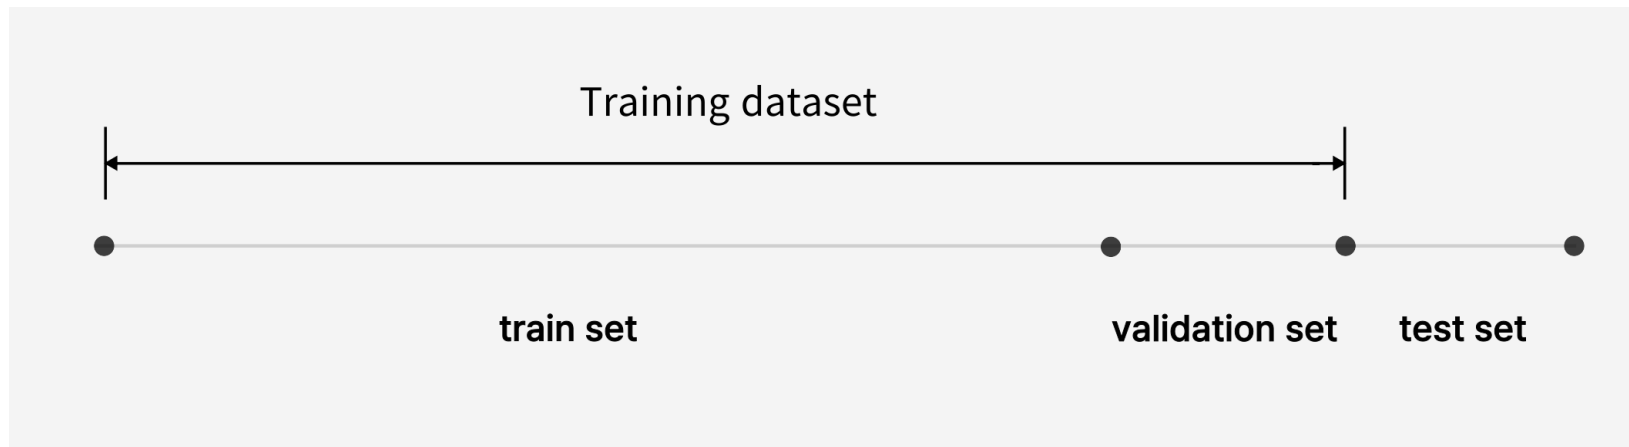 Training dataset
train set
validation set
test set